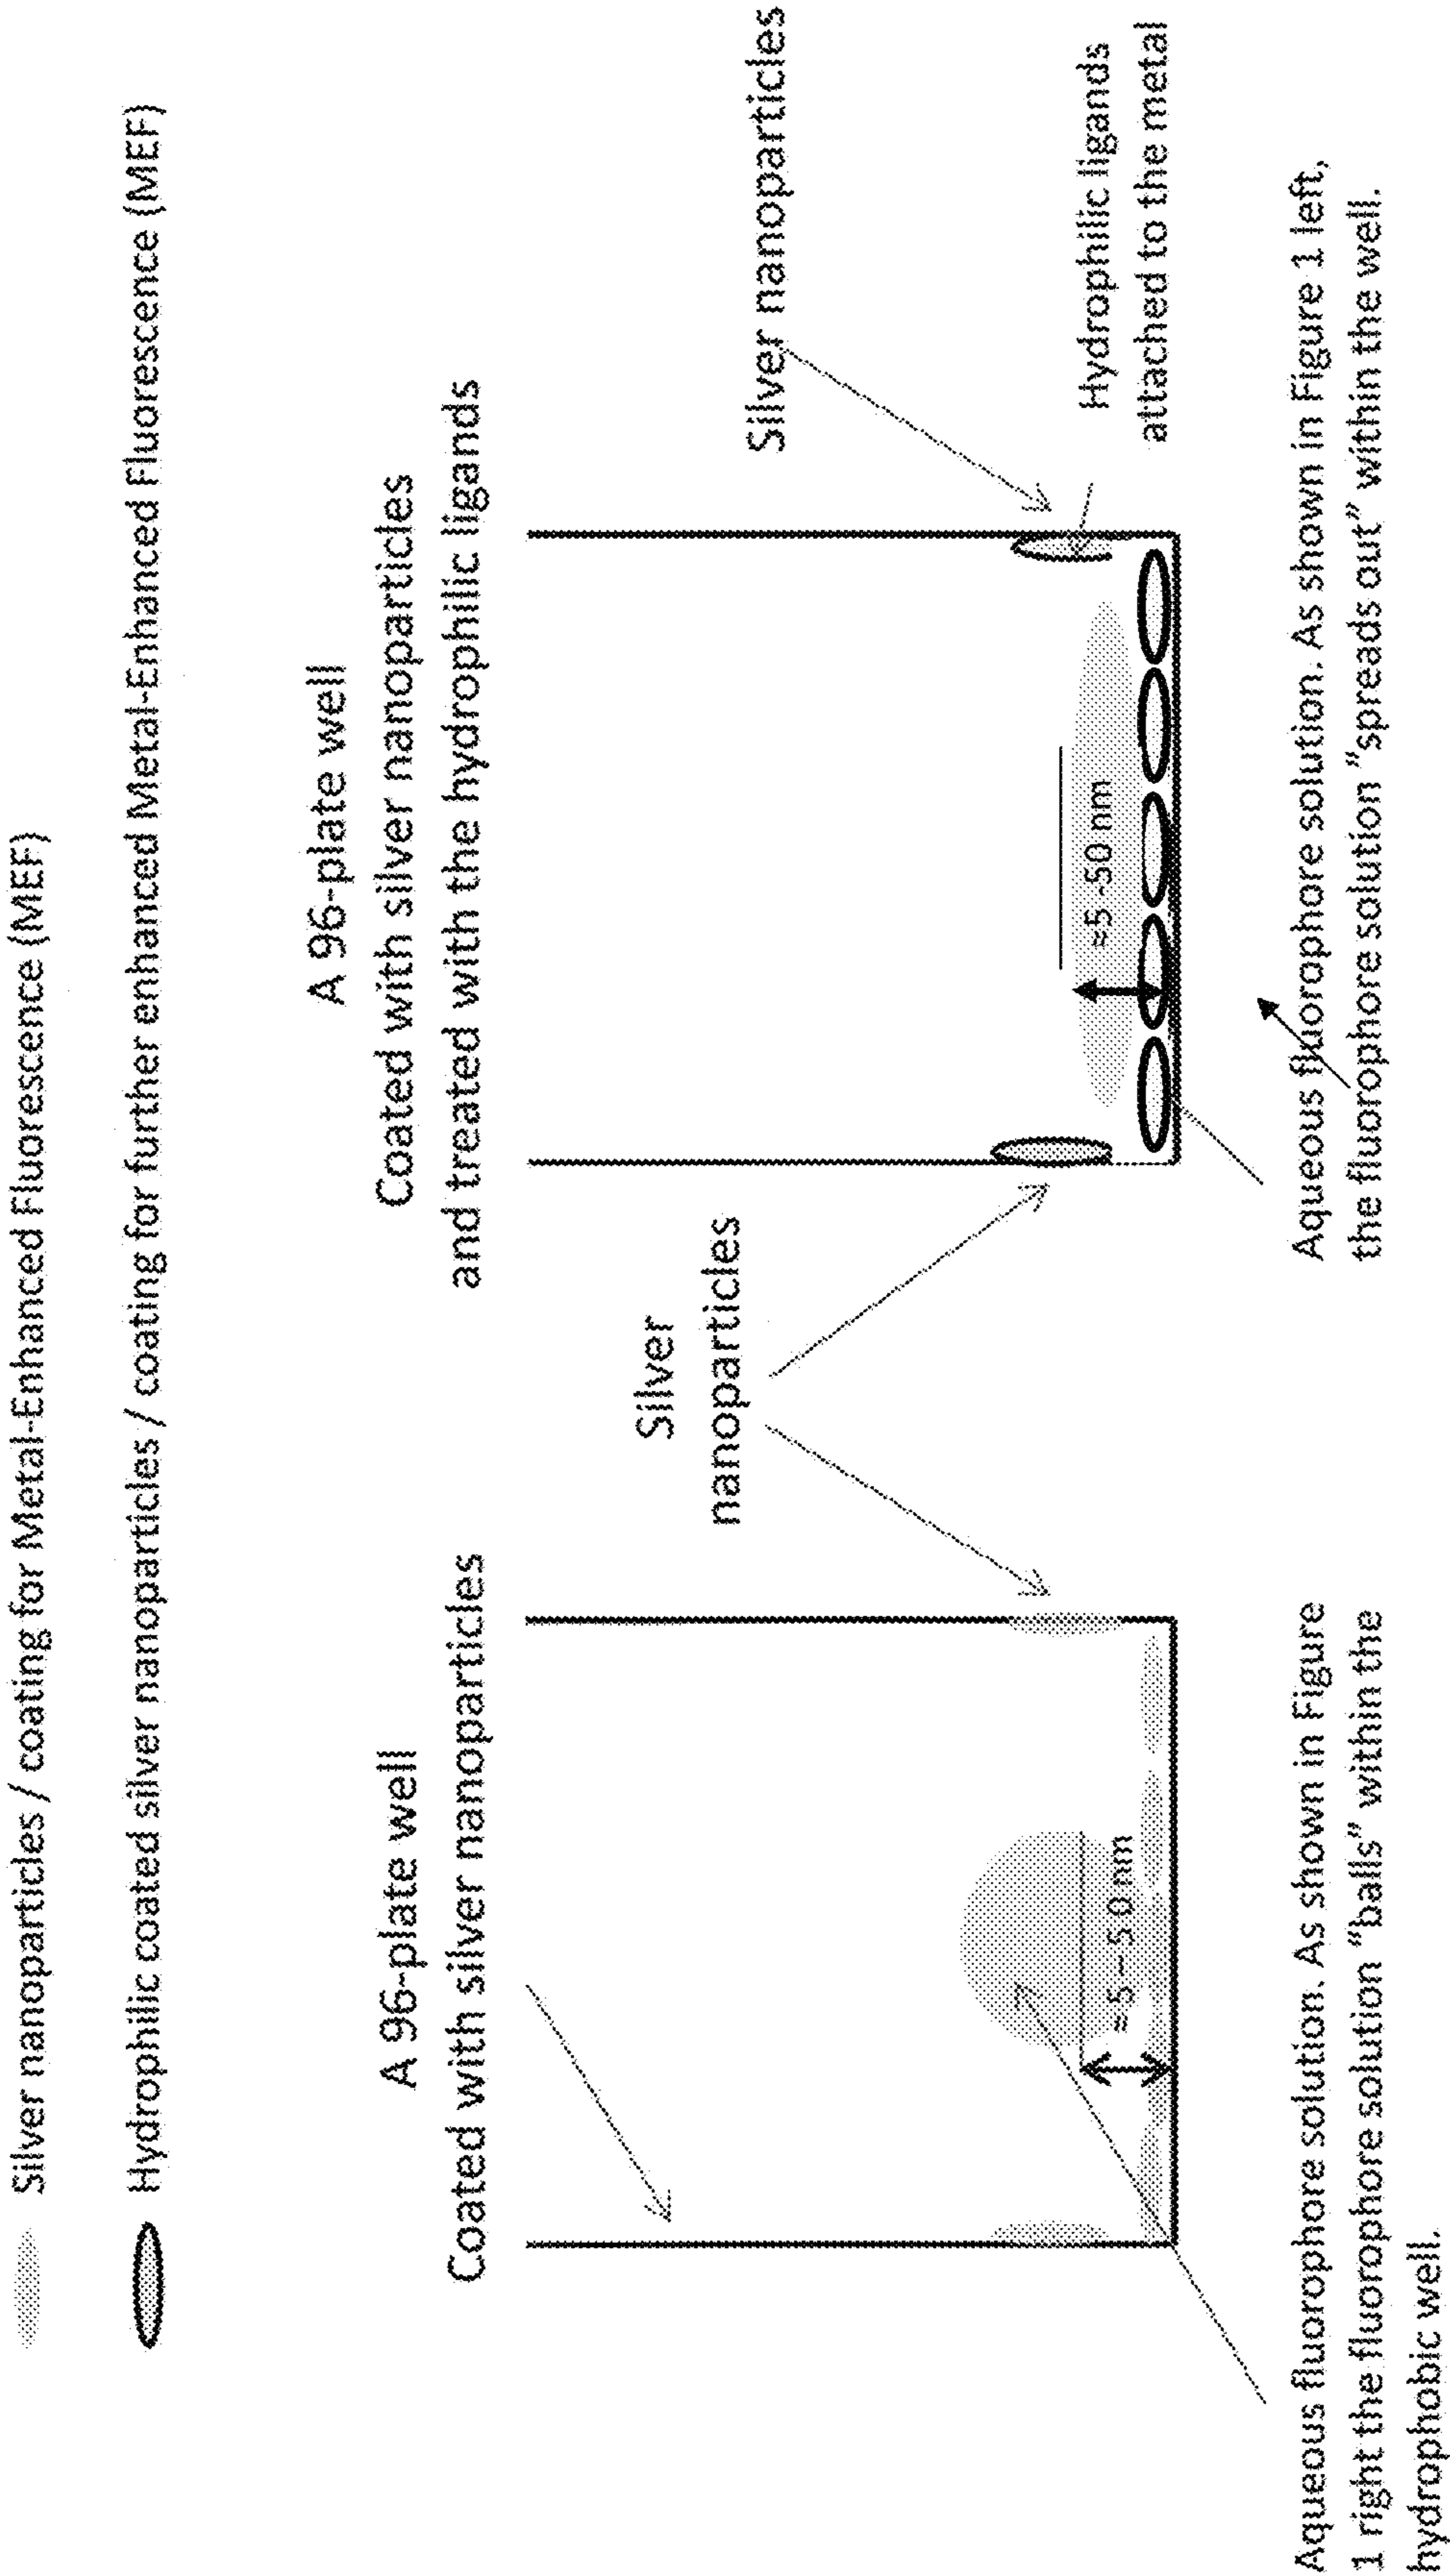 Silver nanoparticles / coating for Metal-Enhanced Fluorescence (MEF)
Hydrophilic coated silver nanoparticles / coating for further enhanced Metal-Enhanced Fluorescence (MEF)
A 96-plate well
Coated with silver nanoparticles
≈5-50 nm
Aqueous fluorophore solution. As shown in Figure
1 right the fluorophore solution "balls" within the
hydrophobic well.
Silver
nanoparticles
A 96-plate well
Coated with silver nanoparticles
and treated with the hydrophilic ligands
Silver nanoparticles
Hydrophilic ligands
attached to the metal
≈5-50 nm
Aqueous fluorophore solution. As shown in Figure 1 left,
the fluorophore solution "spreads out" within the well.